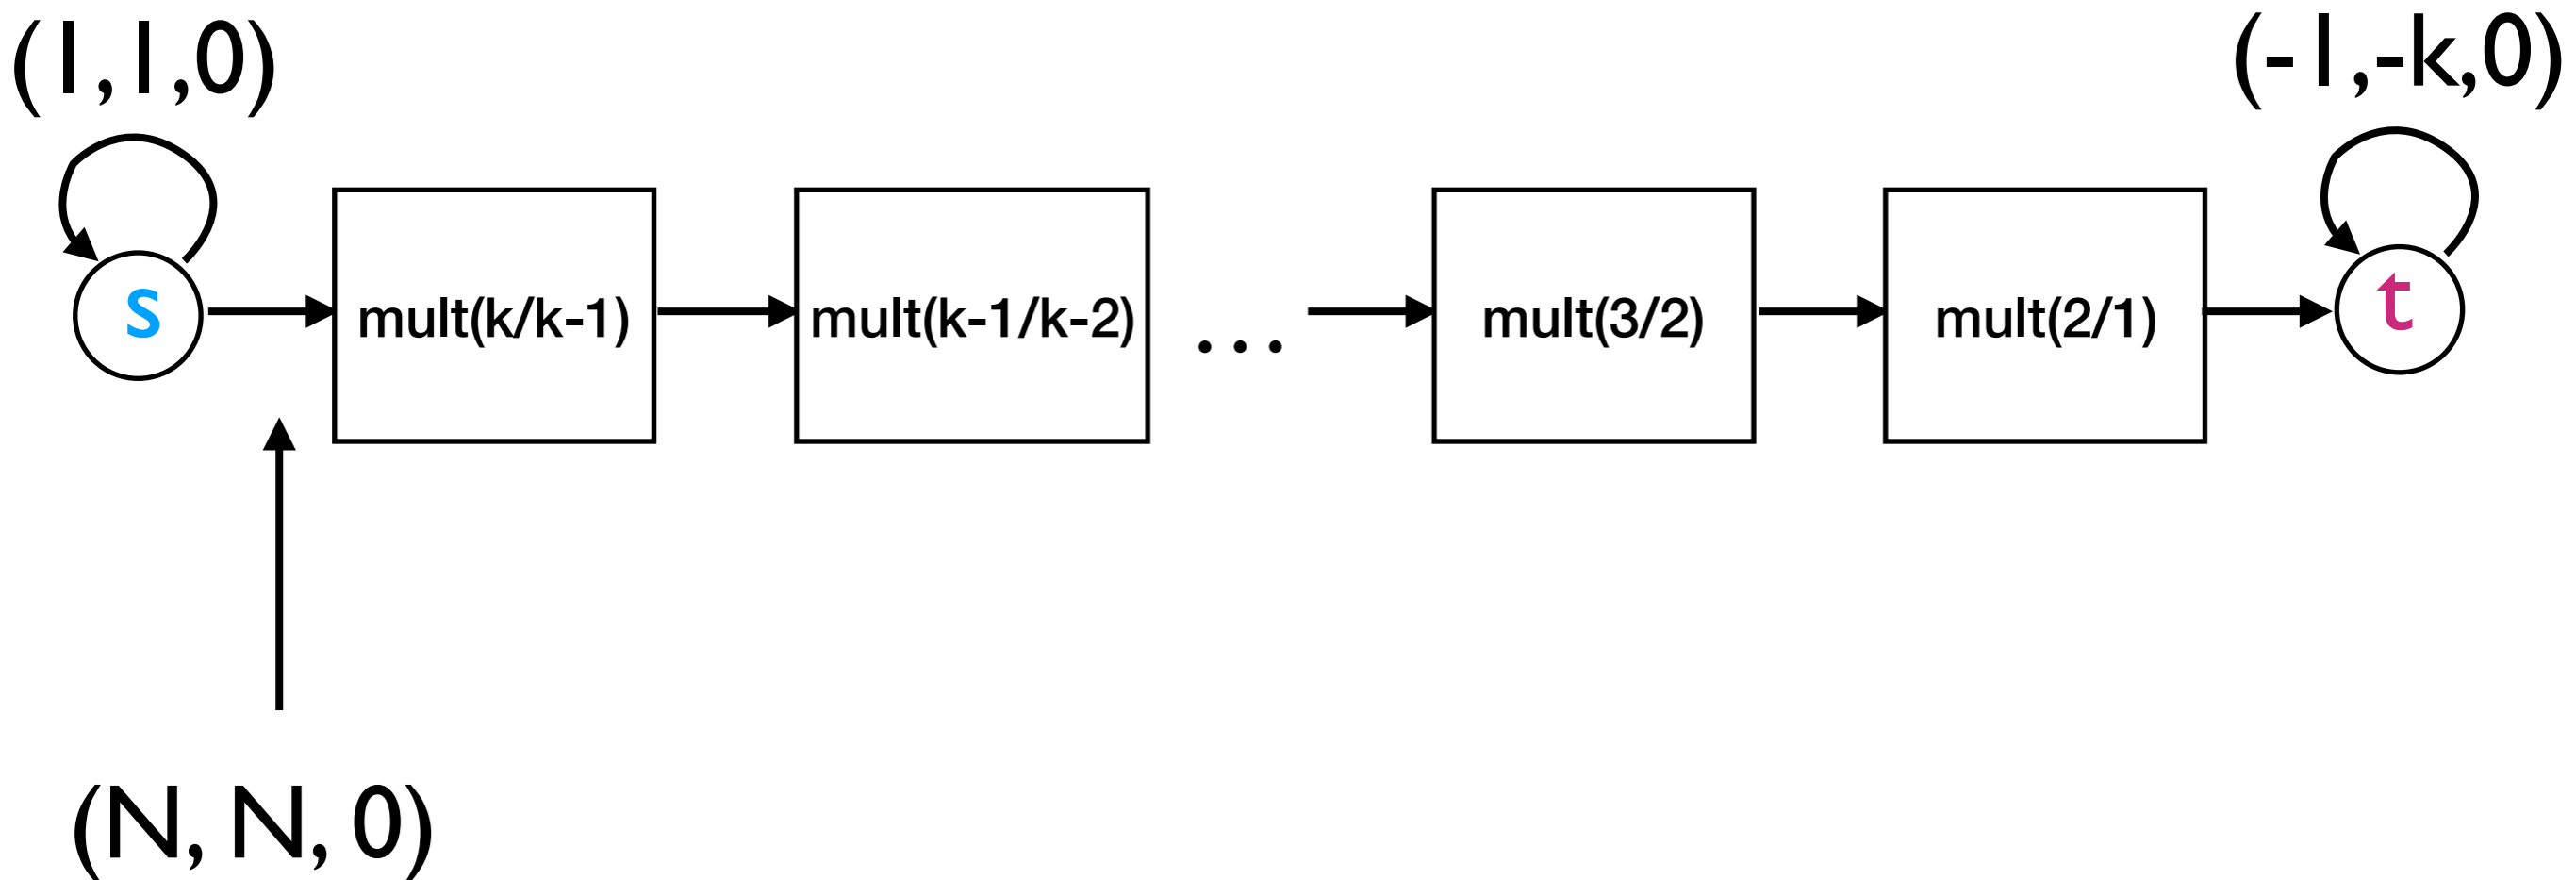 (1,1,0)
(-1,-k,0)
s
mult(k/k-1)
mult(k-1/k-2)
...
mult(3/2)
mult(2/1)
t
(N, N, 0)